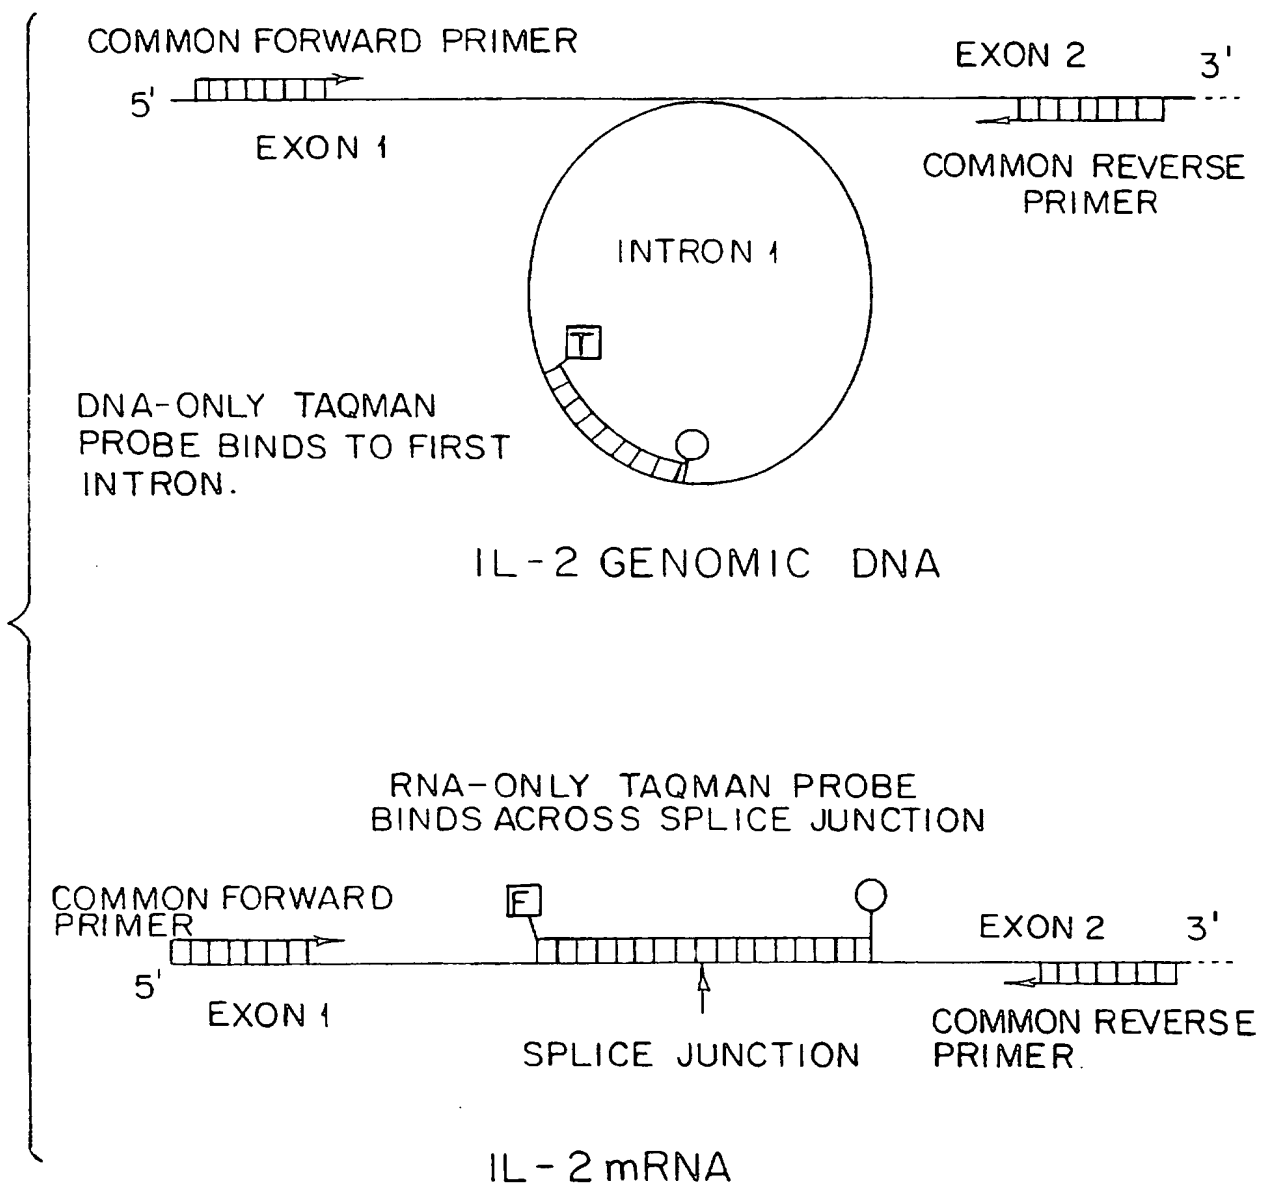 COMMON FORWARD PRIMER
EXON 2
3'
5'
EXON 1
COMMON REVERSE
PRIMER
INTRON 1
T
DNA-ONLY TAQMAN
PROBE BINDS TO FIRST
INTRON.
IL-2 GENOMIC DNA
RNA-ONLY TAQMAN PROBE
BINDS ACROSS SPLICE JUNCTION
COMMON FORWARD
PRIMER
F
EXON 2
3'
5'
EXON 1
SPLICE JUNCTION
COMMON REVERSE
PRIMER.
IL-2 mRNA